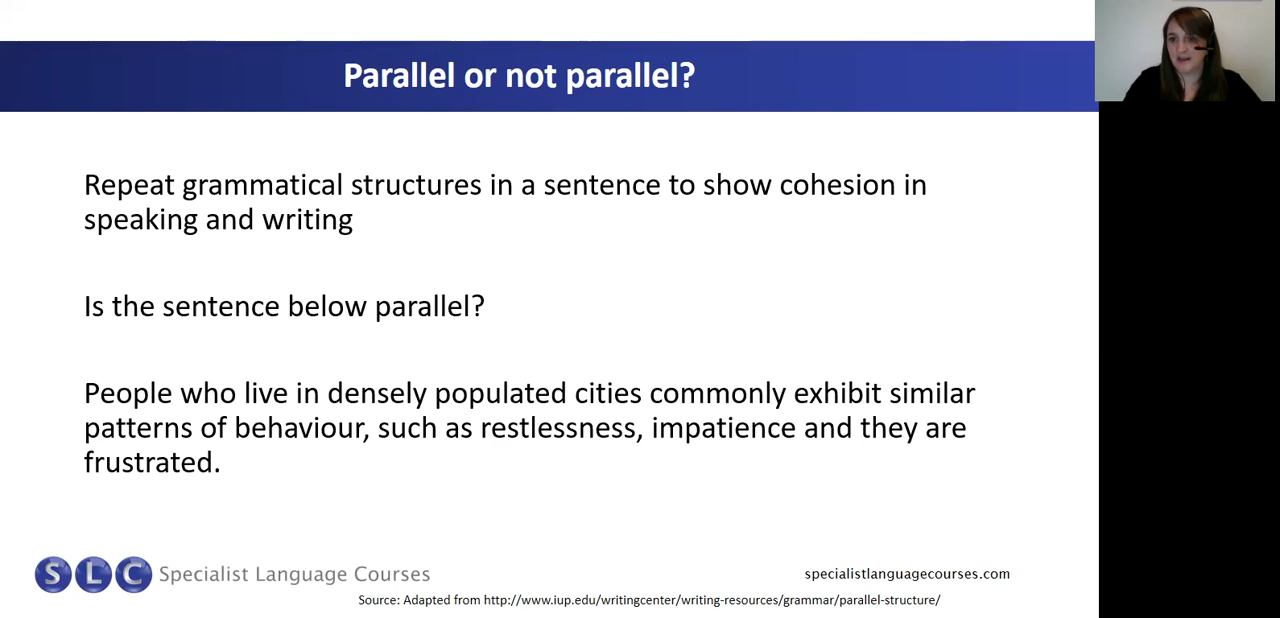 Parallel or not parallel?
Repeat grammatical structures in a sentence to show cohesion in
speaking and writing
Is the sentence below parallel?
People who live in densely populated cities commonly exhibit similar
patterns of behaviour, such as restlessness, impatience and they are
frustrated.
SLC Specialist Language Courses
specialistlanguagecourses.com
Source: Adapted from http://www.iup.edu/writingcenter/writing-resources/grammar/parallel-structure/